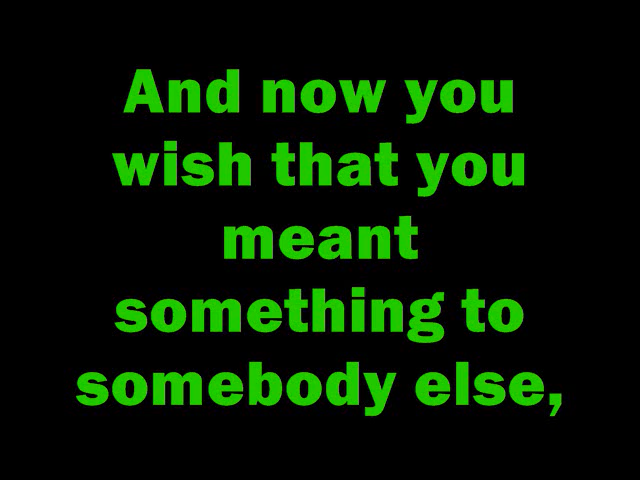 And now you
wish that you
meant
something to
somebody else,